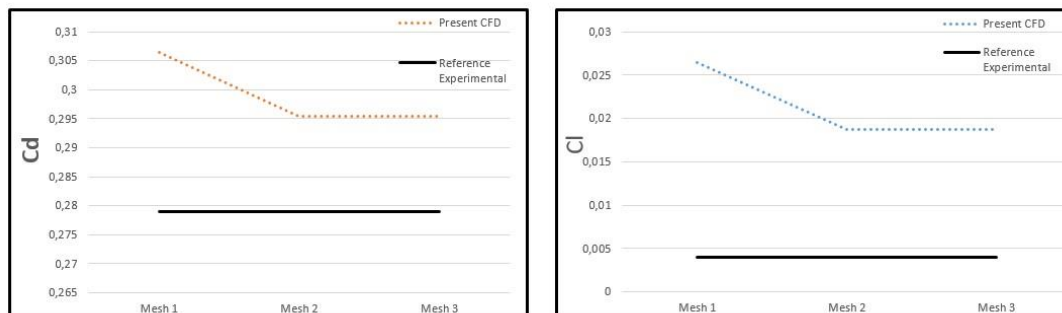 Present CFD
Reference
Experimental
0,31
0,305
0,3
0,295
0,29
0,285
0,28
0,275
0,27
0,265
Cd
Mesh 1
Mesh 2
Mesh 3
Present CFD
Reference
Experimental
0,03
0,025
0,02
0,015
0,01
0,005
0
Cl
Mesh 1
Mesh 2
Mesh 3